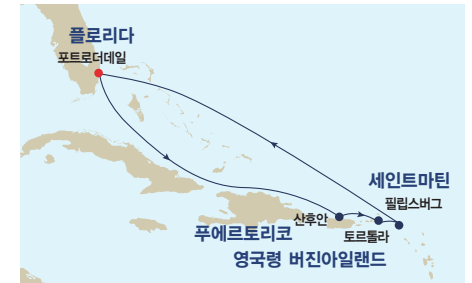 플로리다
포트로더데일
세인트마틴
필립스버그
산후안
푸에르토리코
토르톨라
영국령 버진아일랜드